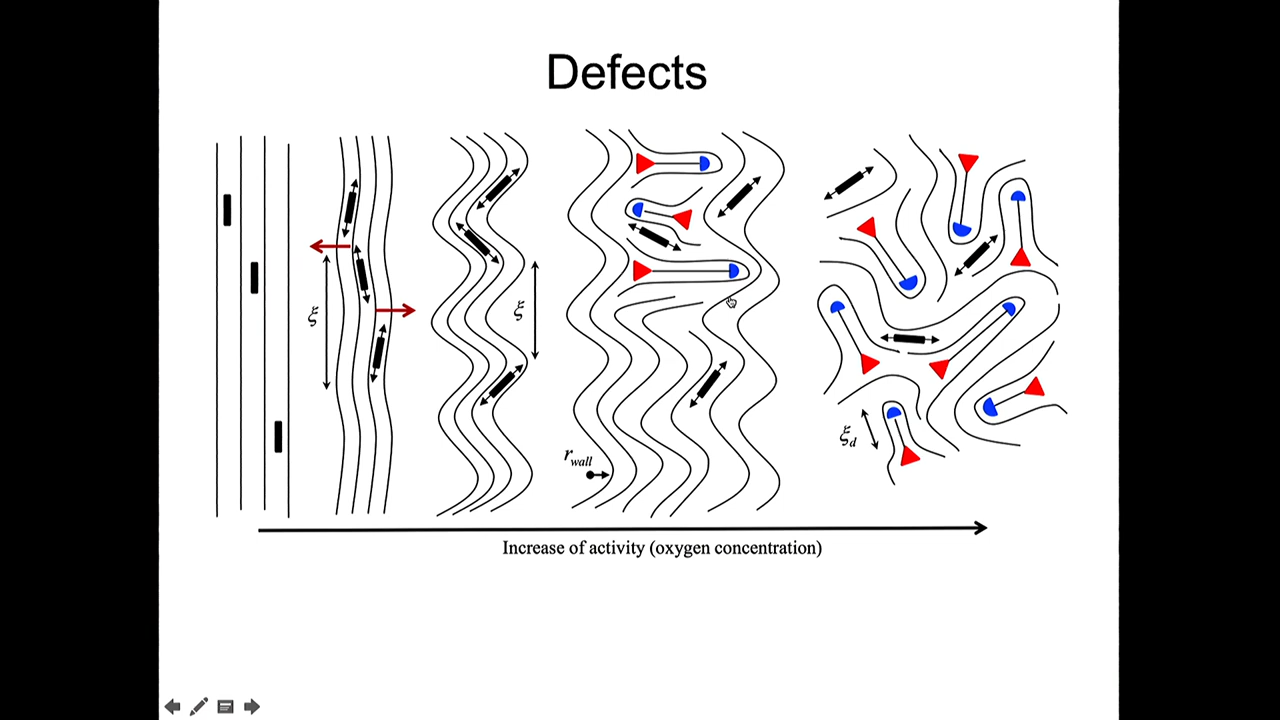 Defects
ξ
ξ
r_wall
ξ_d
Increase of activity (oxygen concentration)